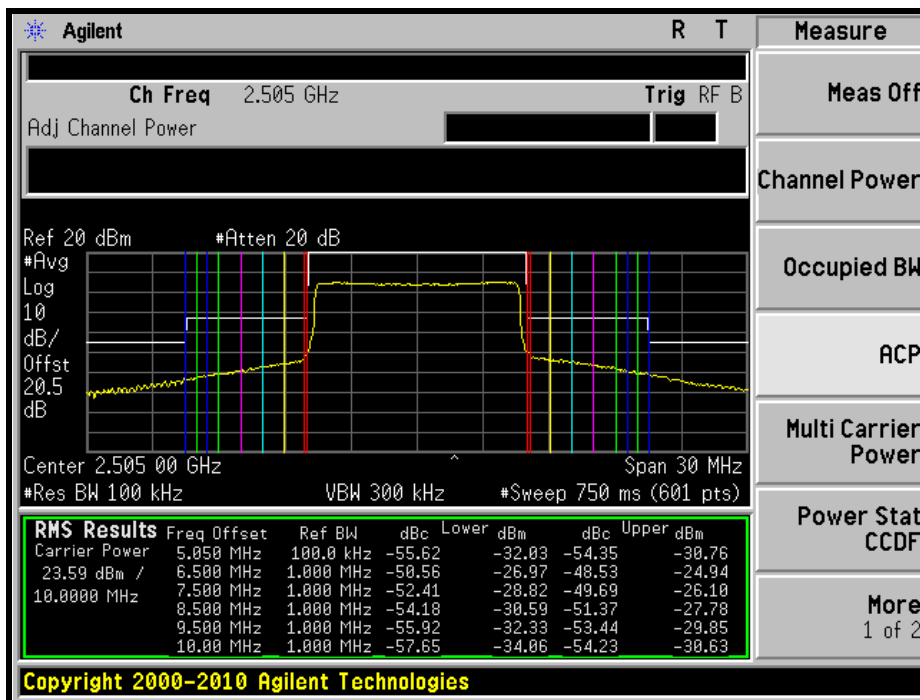 Agilent R T Measure
Ch Freq 2.505 GHz Trig RF B
Meas Off
Adj Channel Power
Channel Power
Ref 20 dBm #Atten 20 dB
#Avg
Log
10
dB/
Offst
20.5
dB
Occupied BW
ACP
Multi Carrier
Power
Center 2.505 00 GHz ^ Span 30 MHz
#Res BW 100 kHz VBW 300 kHz #Sweep 750 ms (601 pts)
Power Stat
CCDF
RMS Results Freq Offset Ref BW dBc Lower dBm dBc Upper dBm
Carrier Power 5.050 MHz 100.0 kHz -55.62 -32.03 -54.35 -30.76
23.59 dBm / 6.500 MHz 1.000 MHz -50.56 -26.97 -48.53 -24.94
10.0000 MHz 7.500 MHz 1.000 MHz -52.41 -28.82 -49.69 -26.10
8.500 MHz 1.000 MHz -54.18 -30.59 -51.37 -27.78
9.500 MHz 1.000 MHz -55.92 -32.33 -53.44 -29.85
10.00 MHz 1.000 MHz -57.65 -34.06 -54.23 -30.63
More
1 of 2
Copyright 2000-2010 Agilent Technologies